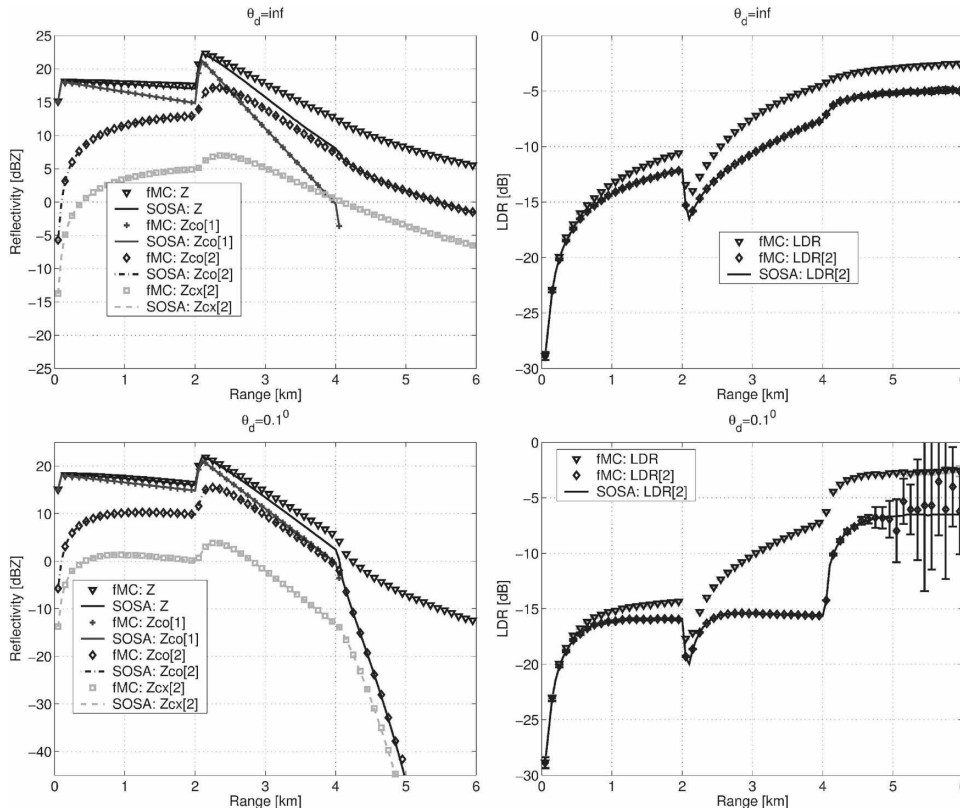 θd=inf
25
20
15
10
5
0
−5
−10
−15
−20
−25
Reflectivity [dBZ]
fMC: Z
SOSA: Z
fMC: Zco[1]
SOSA: Zco[1]
fMC: Zco[2]
SOSA: Zco[2]
fMC: Zcx[2]
SOSA: Zcx[2]
0 1 2 3 4 5 6
Range [km]
θd=inf
0
−5
−10
−15
−20
−25
−30
LDR [dB]
fMC: LDR
fMC: LDR[2]
SOSA: LDR[2]
0 1 2 3 4 5 6
Range [km]
θd=0.1⁰
20
10
0
−10
−20
−30
−40
Reflectivity [dBZ]
fMC: Z
SOSA: Z
fMC: Zco[1]
SOSA: Zco[1]
fMC: Zco[2]
SOSA: Zco[2]
fMC: Zcx[2]
SOSA: Zcx[2]
0 1 2 3 4 5 6
Range [km]
θd=0.1⁰
0
−5
−10
−15
−20
−25
−30
LDR [dB]
fMC: LDR
fMC: LDR[2]
SOSA: LDR[2]
0 1 2 3 4 5 6
Range [km]